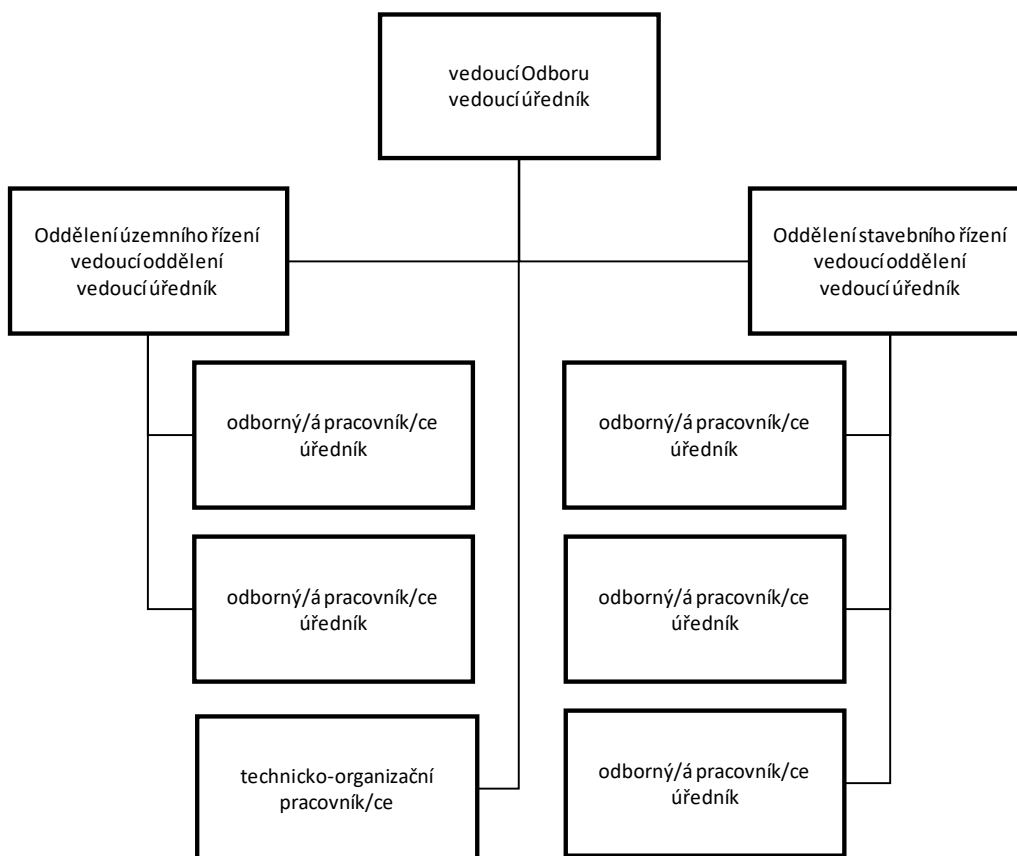 vedoucí Odboru
vedoucí úředník
Oddělení územního řízení
vedoucí oddělení
vedoucí úředník
Oddělení stavebního řízení
vedoucí oddělení
vedoucí úředník
odborný/á pracovník/ce
úředník
odborný/á pracovník/ce
úředník
odborný/á pracovník/ce
úředník
odborný/á pracovník/ce
úředník
technicko-organizační
pracovník/ce
odborný/á pracovník/ce
úředník